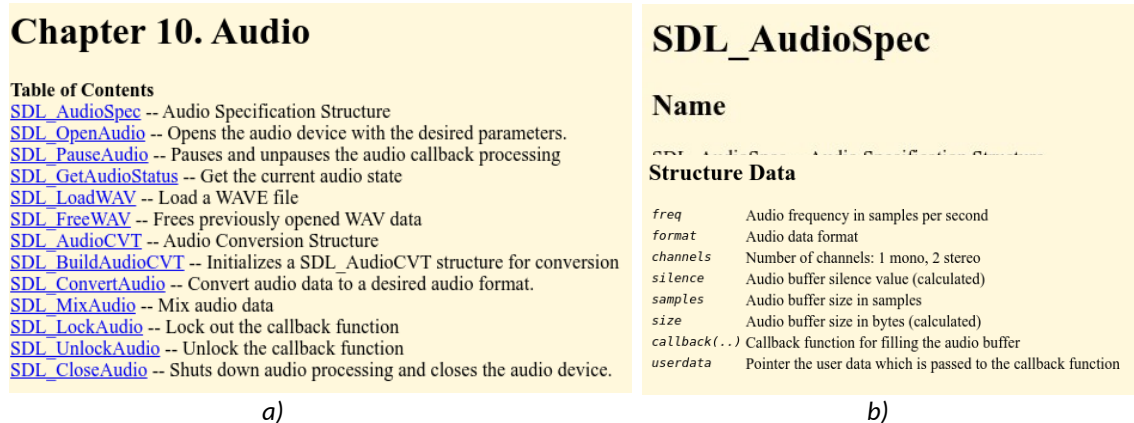 Chapter 10. Audio
Table of Contents
SDL_AudioSpec -- Audio Specification Structure
SDL_OpenAudio -- Opens the audio device with the desired parameters.
SDL_PauseAudio -- Pauses and unpauses the audio callback processing
SDL_GetAudioStatus -- Get the current audio state
SDL_LoadWAV -- Load a WAVE file
SDL_FreeWAV -- Frees previously opened WAV data
SDL_AudioCVT -- Audio Conversion Structure
SDL_BuildAudioCVT -- Initializes a SDL_AudioCVT structure for conversion
SDL_ConvertAudio -- Convert audio data to a desired audio format.
SDL_MixAudio -- Mix audio data
SDL_LockAudio -- Lock out the callback function
SDL_UnlockAudio -- Unlock the callback function
SDL_CloseAudio -- Shuts down audio processing and closes the audio device.
a)
SDL_AudioSpec
Name
Structure Data
freq Audio frequency in samples per second
format Audio data format
channels Number of channels: 1 mono, 2 stereo
silence Audio buffer silence value (calculated)
samples Audio buffer size in samples
size Audio buffer size in bytes (calculated)
callback(..) Callback function for filling the audio buffer
userdata Pointer the user data which is passed to the callback function
b)